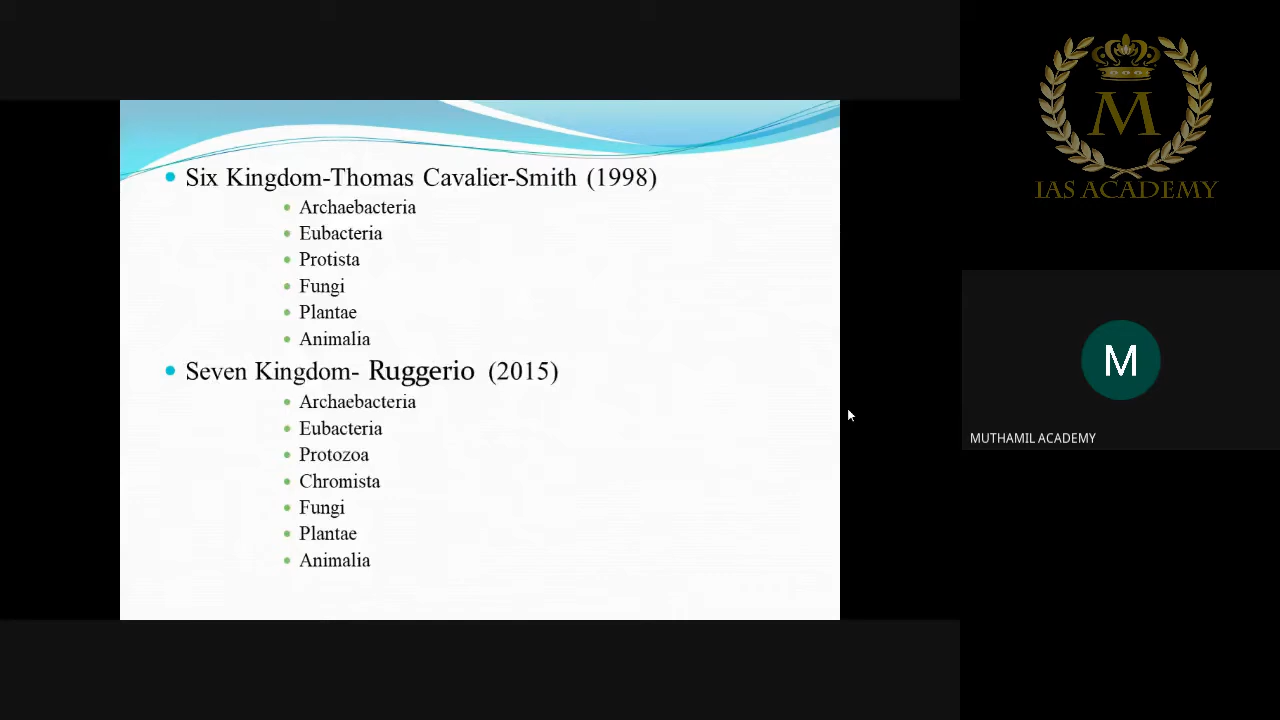 Six Kingdom-Thomas Cavalier-Smith (1998)
Archaebacteria
Eubacteria
Protista
Fungi
Plantae
Animalia
Seven Kingdom- Ruggerio (2015)
Archaebacteria
Eubacteria
Protozoa
Chromista
Fungi
Plantae
Animalia
M
IAS ACADEMY
M
MUTHAMIL ACADEMY